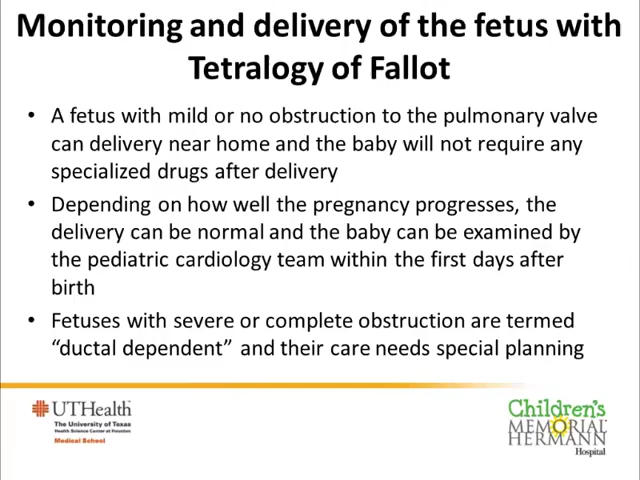 Monitoring and delivery of the fetus with
Tetralogy of Fallot
• A fetus with mild or no obstruction to the pulmonary valve
can delivery near home and the baby will not require any
specialized drugs after delivery
• Depending on how well the pregnancy progresses, the
delivery can be normal and the baby can be examined by
the pediatric cardiology team within the first days after
birth
• Fetuses with severe or complete obstruction are termed
“ductal dependent” and their care needs special planning
UTHealth
The University of Texas
Health Science Center at Houston
Medical School
Children's
MEMORIAL
HERMANN
Hospital